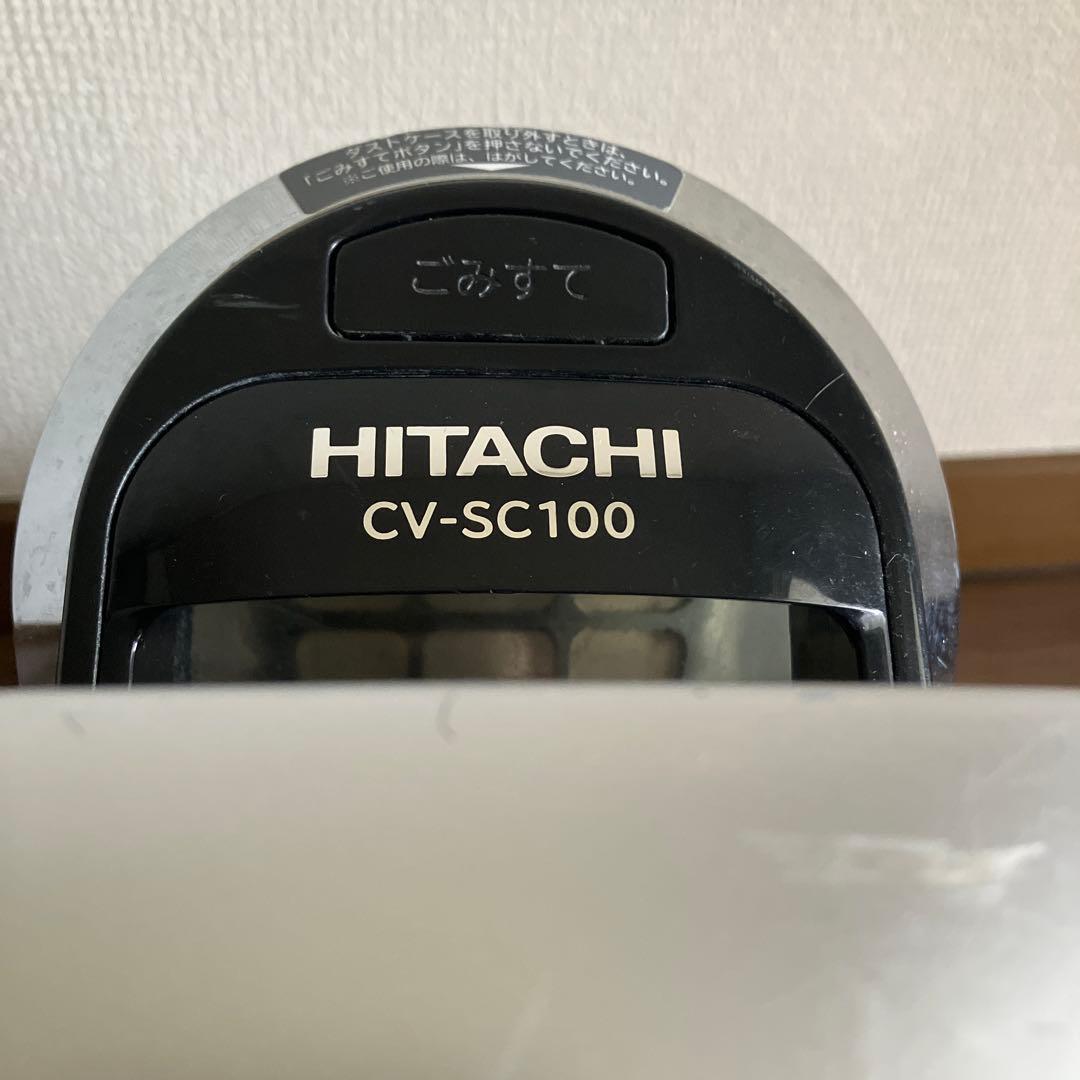 ダストケースを取り外すときは、
「ごみすてボタン」を押さないでください。
※ご使用の際は、はがしてください。
ごみすて
HITACHI
CV-SC100